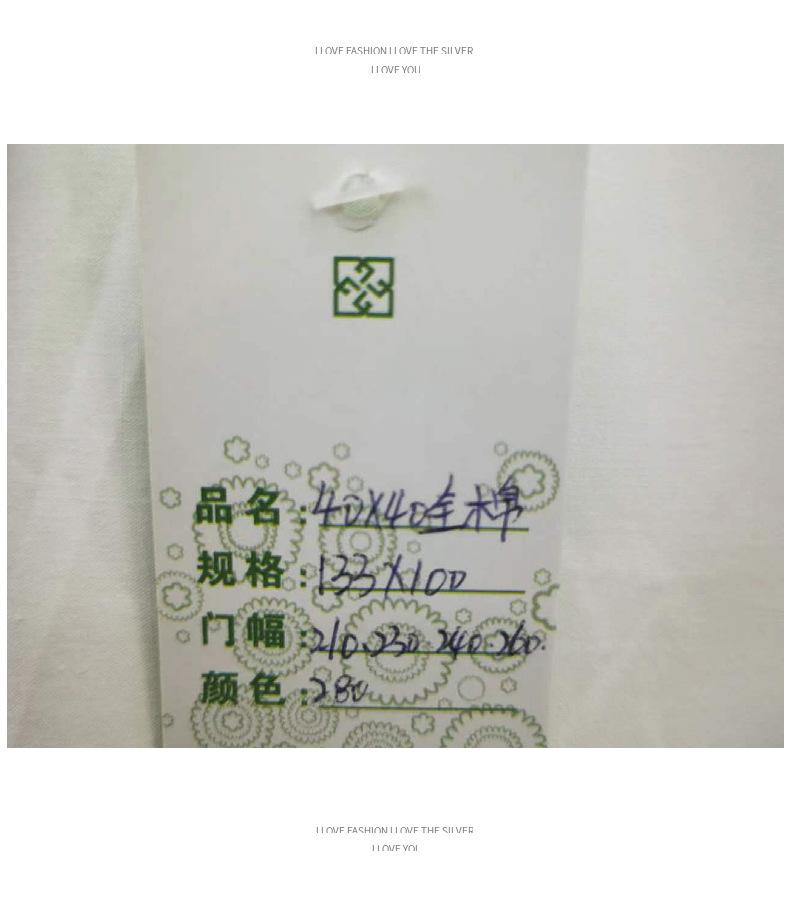 I LOVE FASHION I LOVE THE SILVER
I LOVE YOU
品名:40X40全棉
规格:133X100
门幅:210.230.240.260.
颜色:280
I LOVE FASHION I LOVE THE SILVER
I LOVE YOU